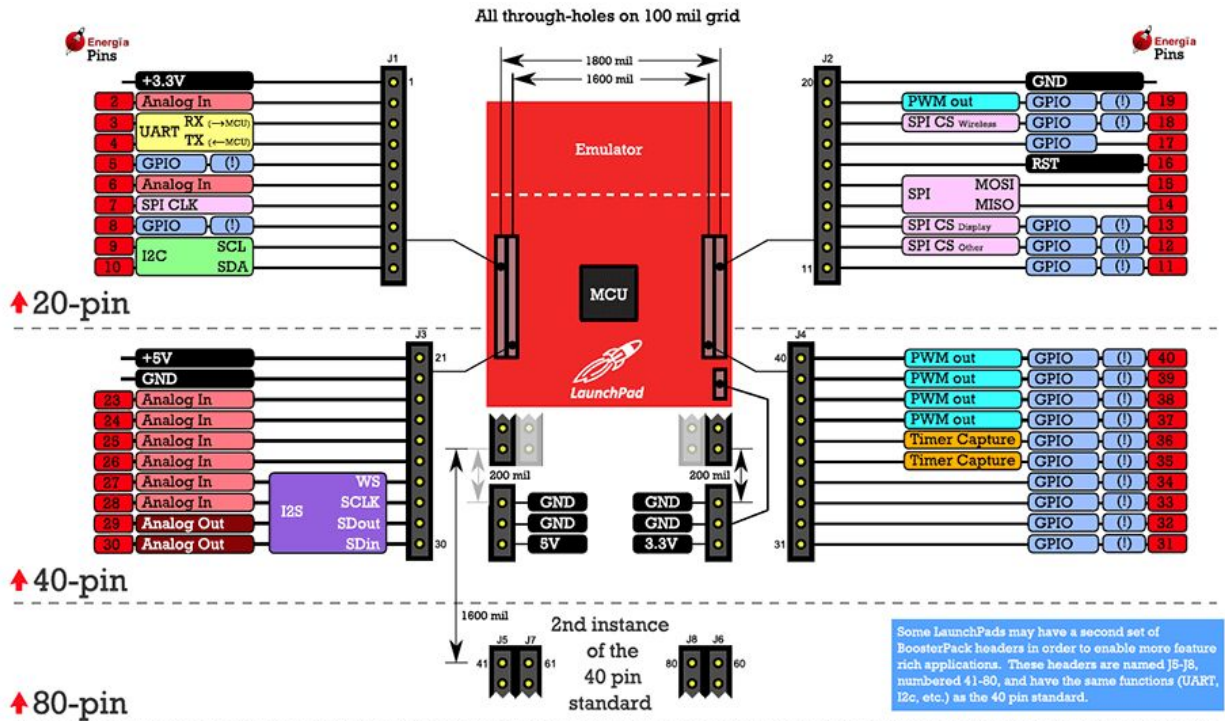 All through-holes on 100 mil grid
Energia
Pins
Energia
Pins
1800 mil
1600 mil
J1
1
+3.3V
2 Analog In
3 UART RX (→MCU)
4 TX (←MCU)
5 GPIO (!)
6 Analog In
7 SPI CLK
8 GPIO (!)
9 I2C SCL
10 SDA
Emulator
MCU
LaunchPad
J2
20 GND
PWM out GPIO (!) 19
SPI CS Wireless GPIO (!) 18
GPIO 17
RST 16
SPI MOSI 15
MISO 14
SPI CS Display GPIO (!) 13
SPI CS Other GPIO (!) 12
11 GPIO (!) 11
20-pin
J3
+5V 21
GND
23 Analog In
24 Analog In
25 Analog In
26 Analog In
27 Analog In I2S WS
28 Analog In SCLK
29 Analog Out SDout
30 Analog Out SDin 30
J4
40 PWM out GPIO (!) 40
PWM out GPIO (!) 39
PWM out GPIO (!) 38
PWM out GPIO (!) 37
Timer Capture GPIO (!) 36
Timer Capture GPIO (!) 35
GPIO (!) 34
GPIO (!) 33
GPIO (!) 32
31 GPIO (!) 31
200 mil
200 mil
GND
GND
5V
GND
GND
3.3V
40-pin
1600 mil
2nd instance
of the
40 pin
standard
J5 J7
41 61
J8 J6
80 60
Some LaunchPads may have a second set of
BoosterPack headers in order to enable more feature
rich applications. These headers are named J5-J8,
numbered 41-80, and have the same functions (UART,
I2c, etc.) as the 40 pin standard.
80-pin